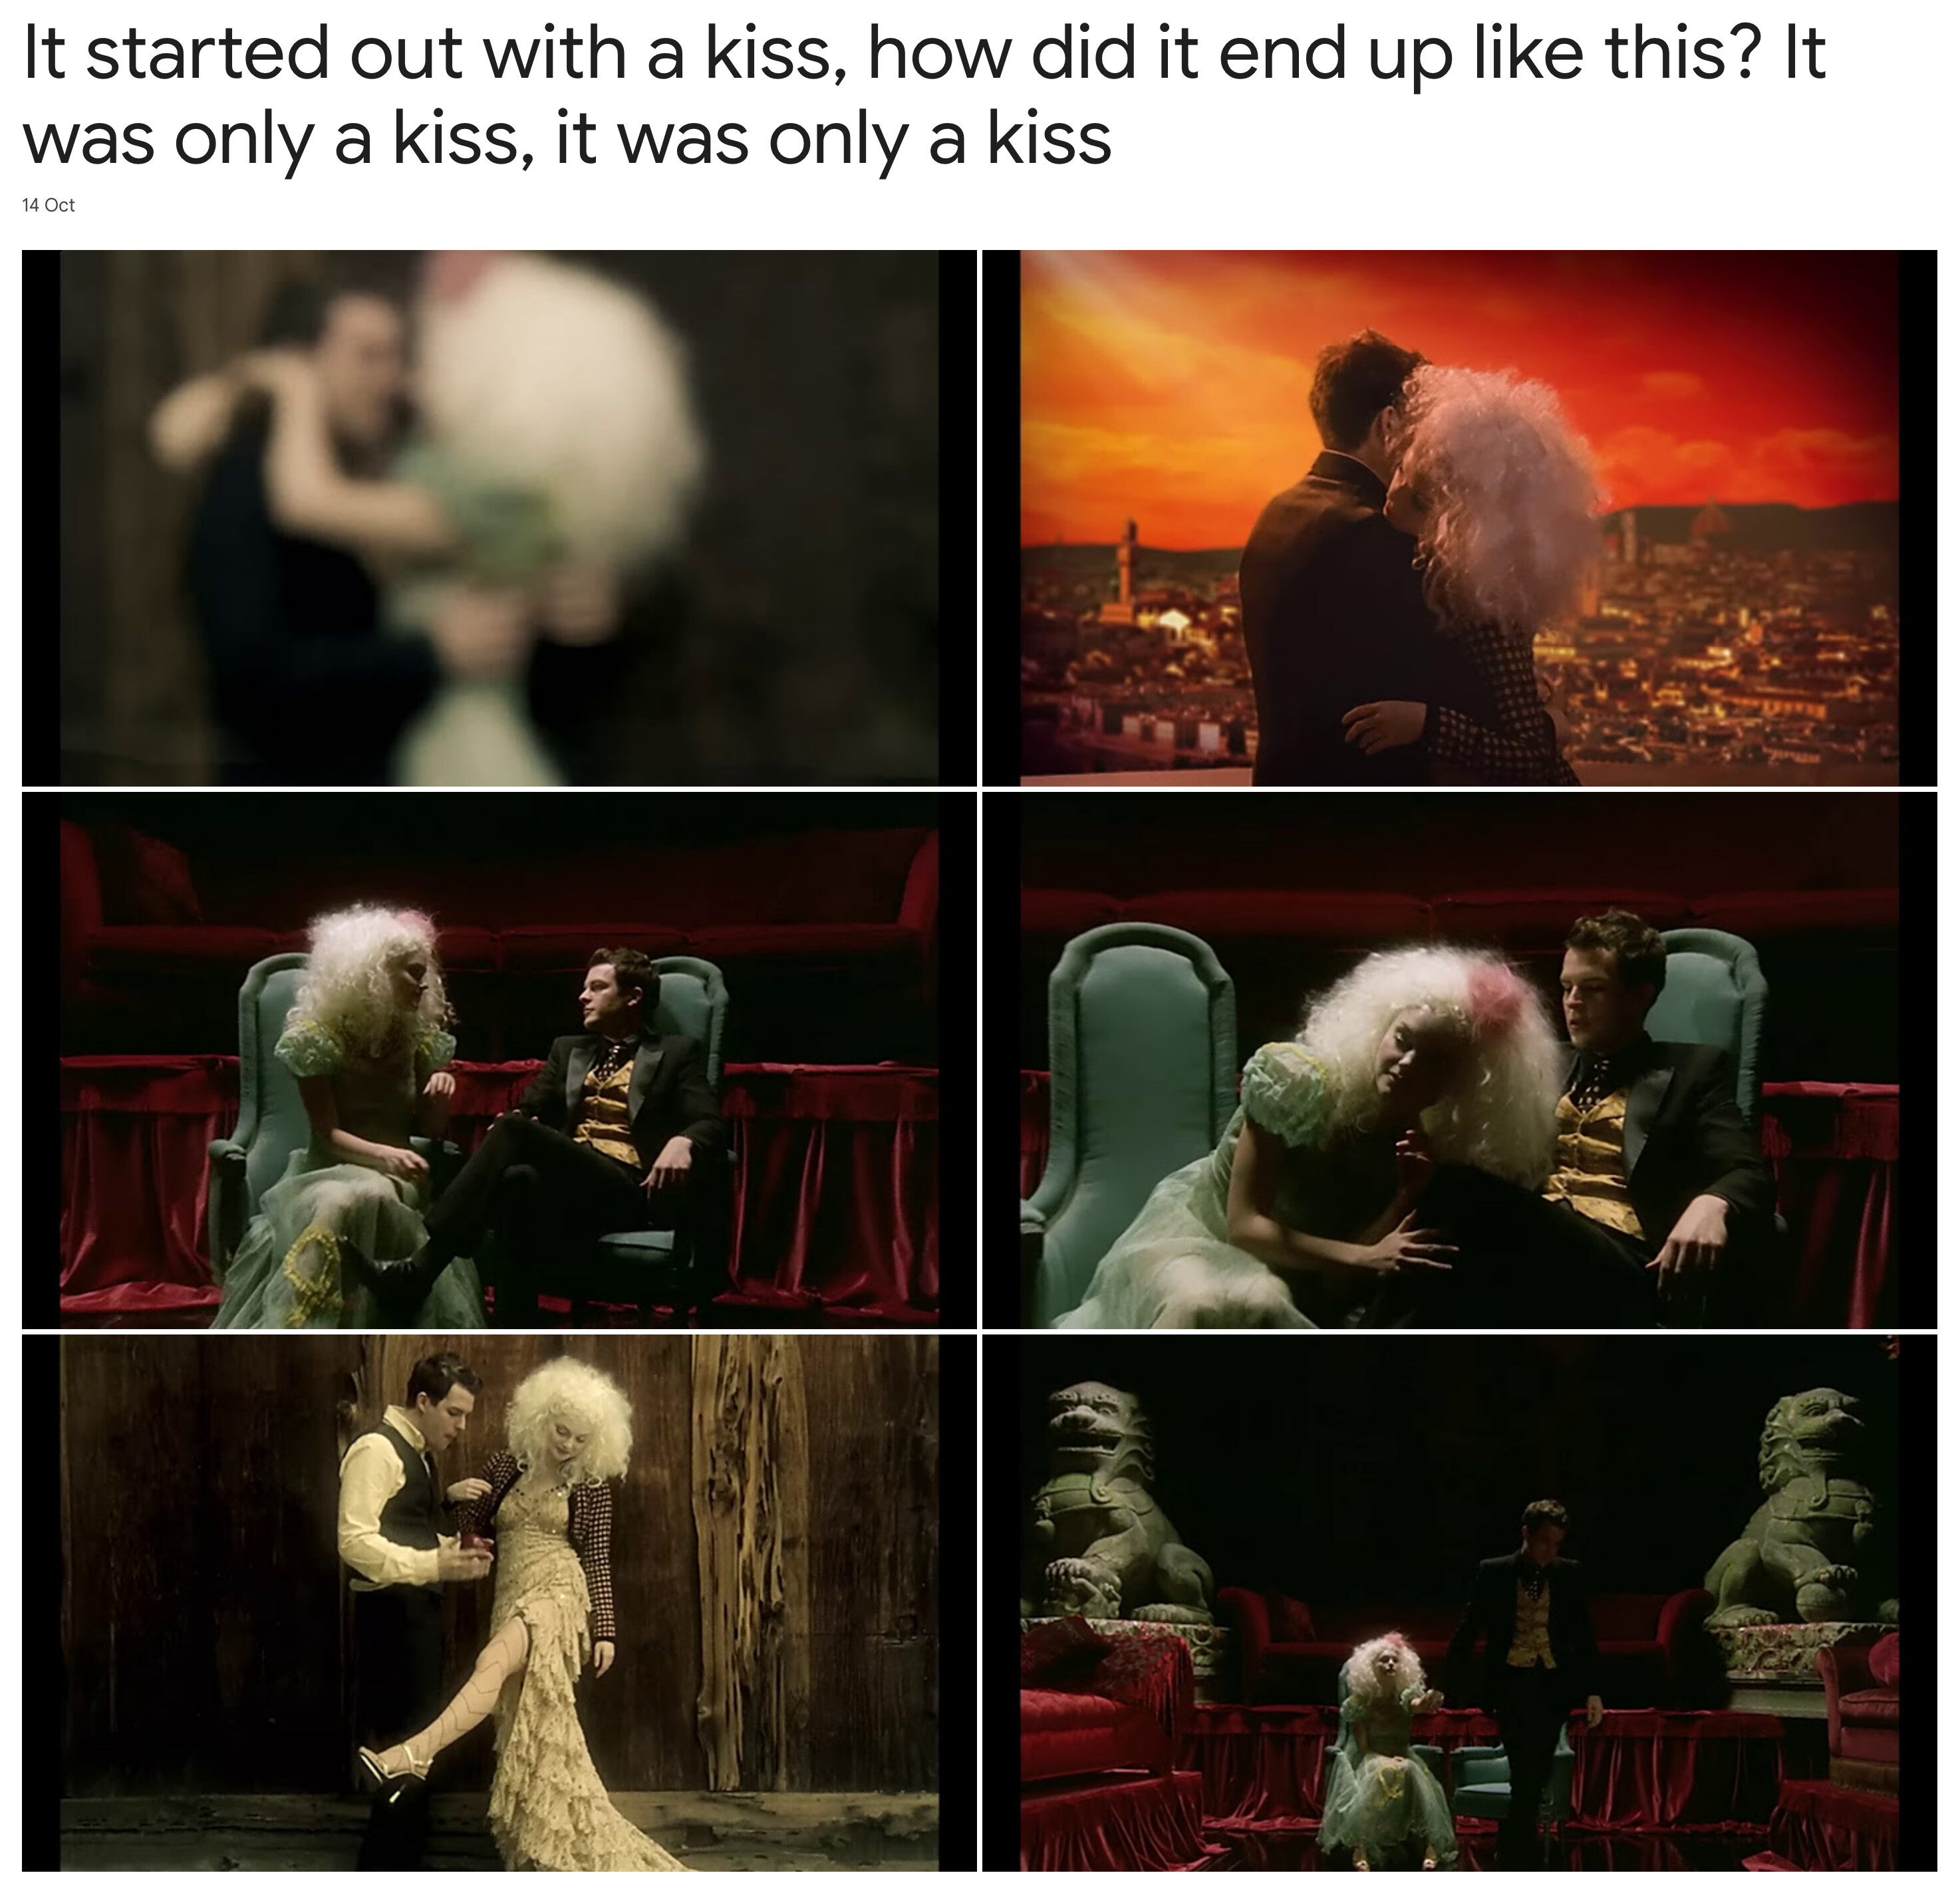 It started out with a kiss, how did it end up like this? It
was only a kiss, it was only a kiss
14 Oct